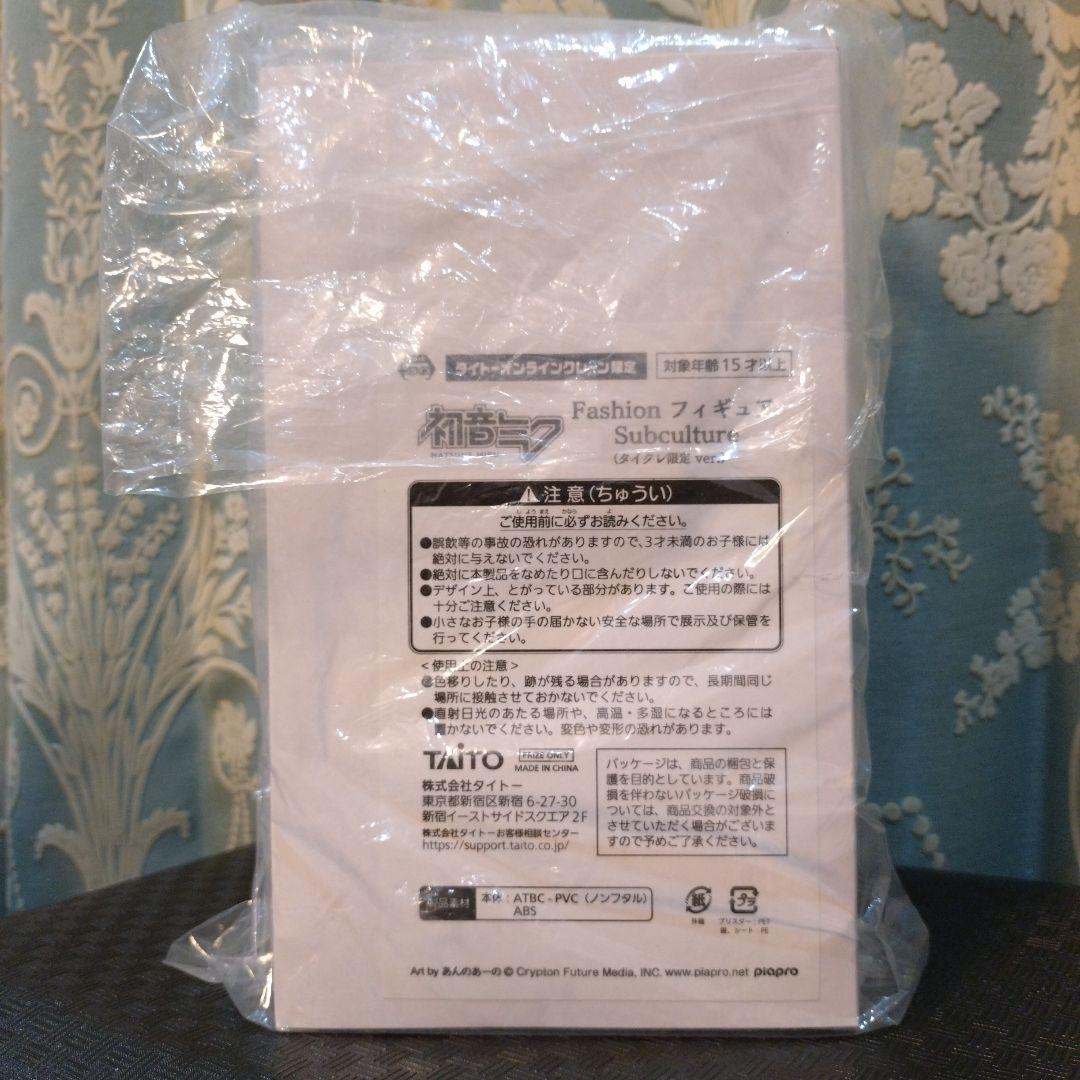 タイトーオンラインクレーン限定
対象年齢15才以上
初音ミク
HATSUNE MIKU
Fashion フィギュア
Subculture
(タイクレ限定 ver.)
注意(ちゅうい)
ご使用前に必ずお読みください。
●誤飲等の事故の恐れがありますので、3才未満のお子様には
絶対に与えないでください。
●絶対に本製品をなめたり口に含んだりしないでください。
●デザイン上、とがっている部分があります。ご使用の際には
十分ご注意ください。
●小さなお子様の手の届かない安全な場所で展示及び保管を
行ってください。
<使用上の注意>
●色移りしたり、跡が残る場合がありますので、長期間同じ
場所に接触させておかないでください。
●直射日光のあたる場所や、高温・多湿になるところには
置かないでください。変色や変形の恐れがあります。
TAITO
PRIZE ONLY
MADE IN CHINA
株式会社タイトー
東京都新宿区新宿6-27-30
新宿イーストサイドスクエア2F
株式会社タイトーお客様相談センター
https://support.taito.co.jp/
パッケージは、商品の梱包と保
護を目的としています。商品破
損を伴わないパッケージ破損に
ついては、商品交換の対象外と
させていただく場合がございま
すので予めご了承ください。
製品素材
本体:ATBC-PVC(ノンフタル)
ABS
紙
外箱
プラ
ブリスター:PET
袋、シート:PE
Art by あんのあーの © Crypton Future Media, INC. www.piapro.net piapro